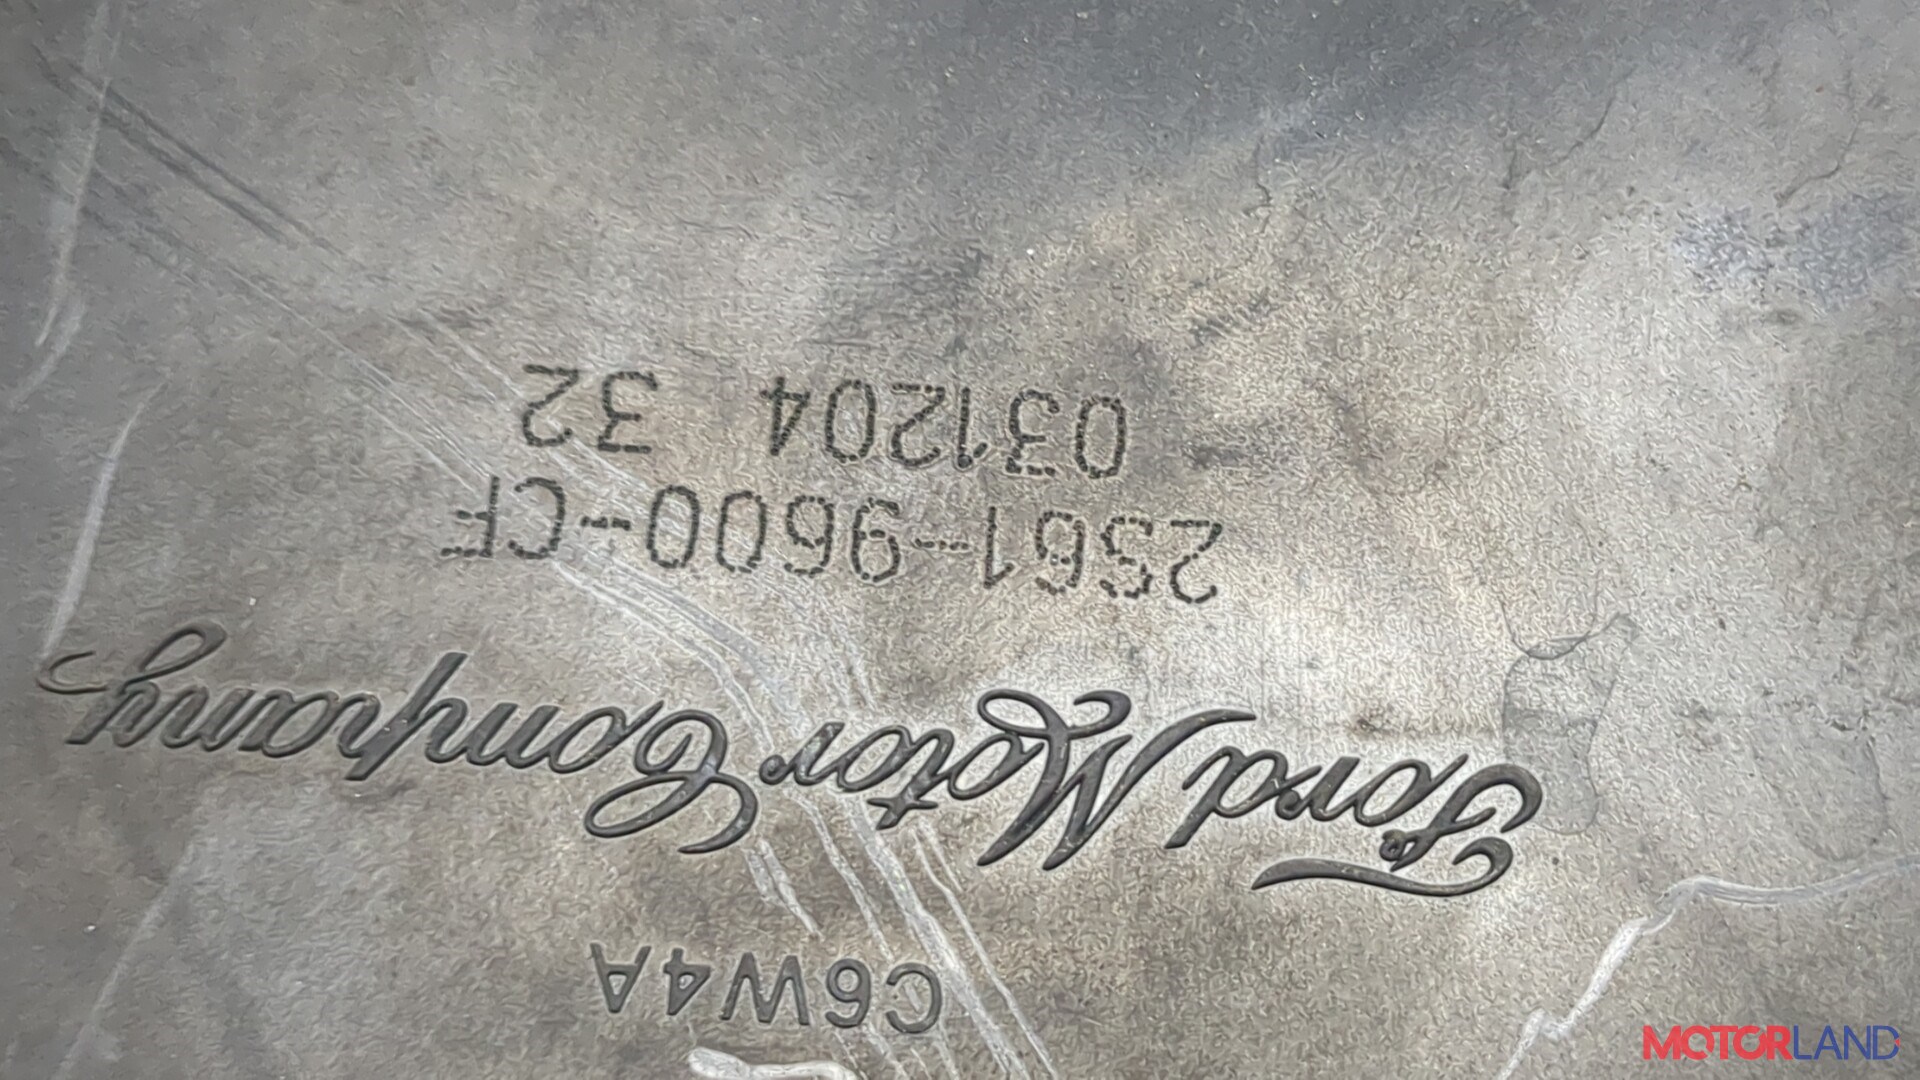 C6W4A
Ford Motor Company
2S61-9600-CF
031204 32
MOTORLAND